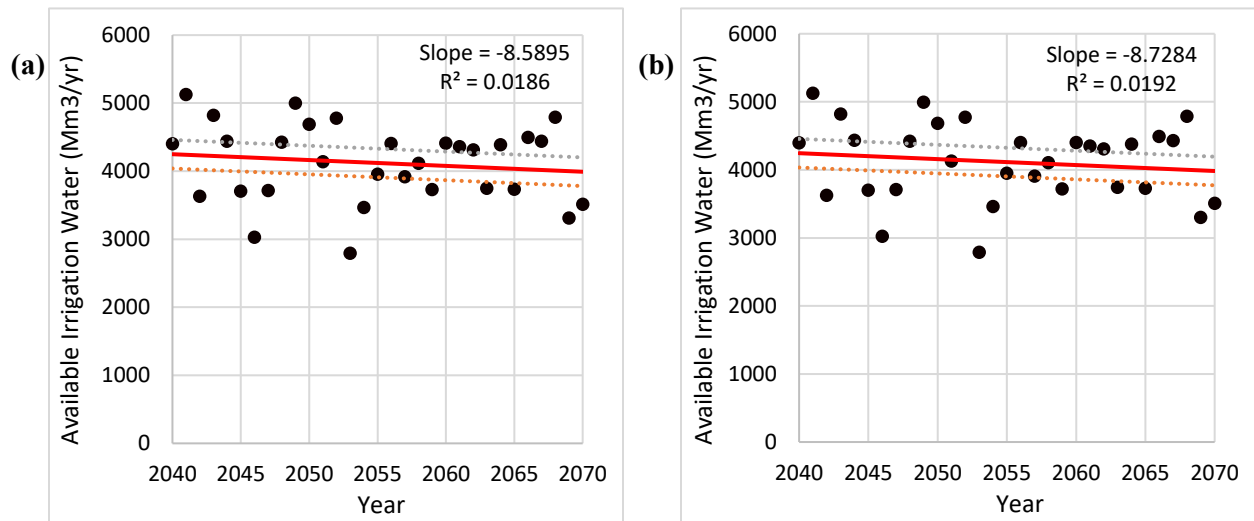 (a)
Available Irrigation Water (Mm3/yr)
6000
5000
4000
3000
2000
1000
0
Slope = -8.5895
R² = 0.0186
2040 2045 2050 2055 2060 2065 2070
Year
(b)
Available Irrigation Water (Mm3/yr)
6000
5000
4000
3000
2000
1000
0
Slope = -8.7284
R² = 0.0192
2040 2045 2050 2055 2060 2065 2070
Year